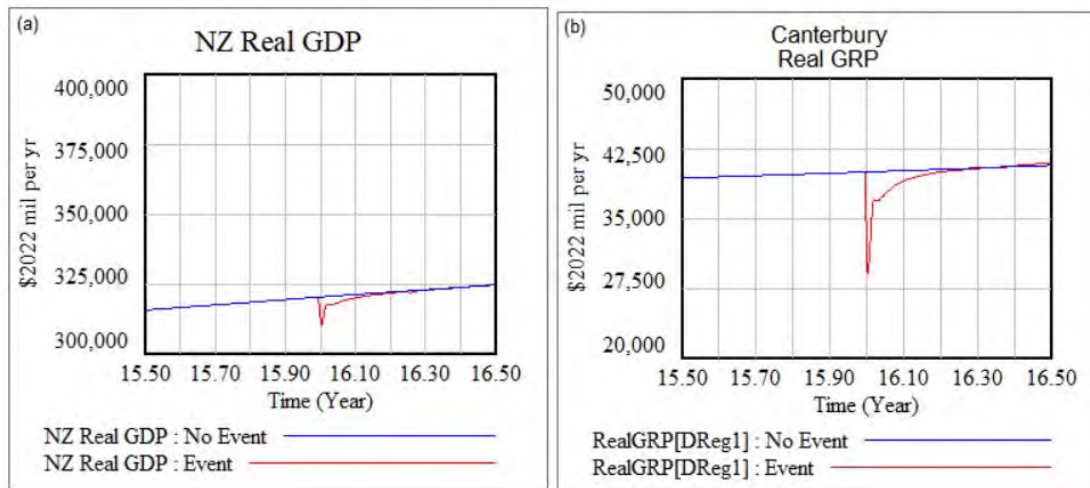 (a)
NZ Real GDP
400,000
375,000
350,000
325,000
300,000
$2022 mil per yr
15.50 15.70 15.90 16.10 16.30 16.50
Time (Year)
NZ Real GDP : No Event
NZ Real GDP : Event
(b)
Canterbury
Real GRP
50,000
42,500
35,000
27,500
20,000
$2022 mil per yr
15.50 15.70 15.90 16.10 16.30 16.50
Time (Year)
RealGRP[DReg1] : No Event
RealGRP[DReg1] : Event